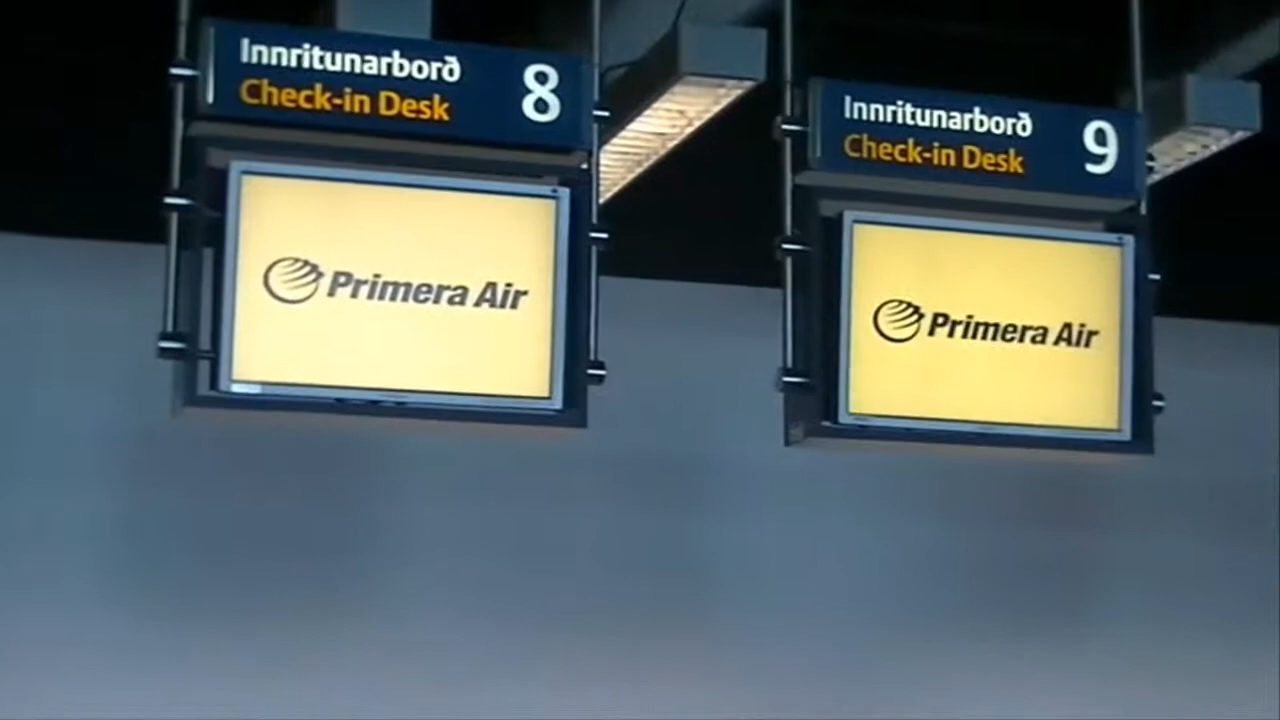 Innritunarborð
Check-in Desk
8
Primera Air
Innritunarborð
Check-in Desk
9
Primera Air